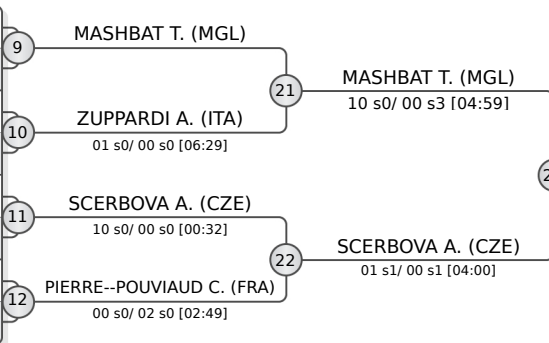 9
MASHBAT T. (MGL)
21
MASHBAT T. (MGL)
10 s0/ 00 s3 [04:59]
10
ZUPPARDI A. (ITA)
01 s0/ 00 s0 [06:29]
11
SCERBOVA A. (CZE)
10 s0/ 00 s0 [00:32]
22
SCERBOVA A. (CZE)
01 s1/ 00 s1 [04:00]
12
PIERRE--POUVIAUD C. (FRA)
00 s0/ 02 s0 [02:49]